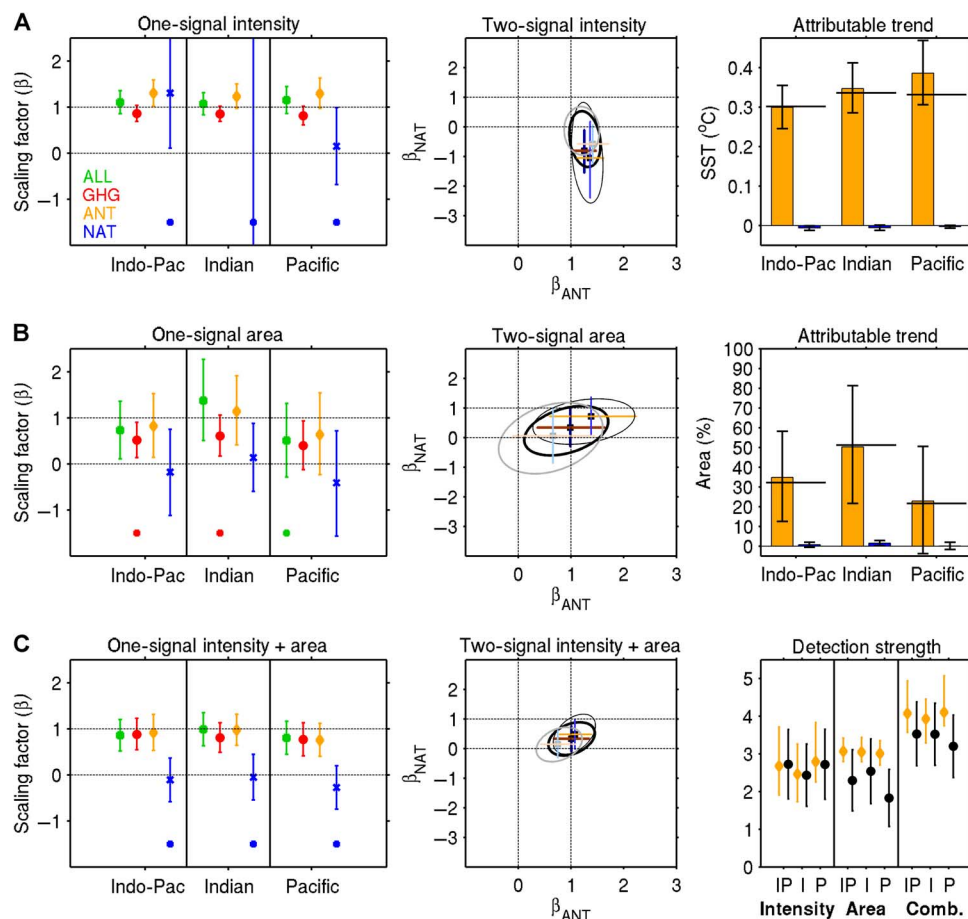 A
One-signal intensity
Two-signal intensity
Attributable trend
Scaling factor (β)
2
1
0
−1
ALL
GHG
ANT
NAT
Indo-Pac Indian Pacific
β_NAT
2
1
0
−1
−2
−3
0 1 2 3
β_ANT
SST (°C)
0.4
0.3
0.2
0.1
0
Indo-Pac Indian Pacific
B
One-signal area
Two-signal area
Attributable trend
Scaling factor (β)
2
1
0
−1
Indo-Pac Indian Pacific
β_NAT
2
1
0
−1
−2
−3
0 1 2 3
β_ANT
Area (%)
100
90
80
70
60
50
40
30
20
10
0
Indo-Pac Indian Pacific
C
One-signal intensity + area
Two-signal intensity + area
Detection strength
Scaling factor (β)
2
1
0
−1
Indo-Pac Indian Pacific
β_NAT
2
1
0
−1
−2
−3
0 1 2 3
β_ANT
5
4
3
2
1
0
IP I P IP I P IP I P
Intensity Area Comb.